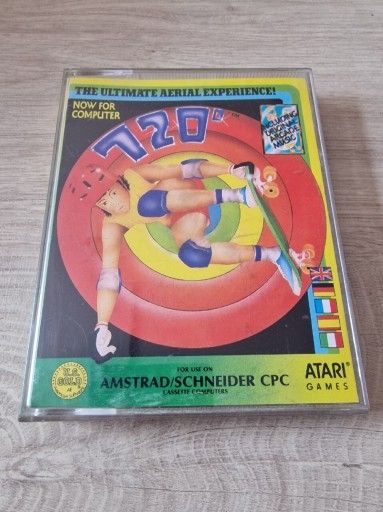 THE ULTIMATE AERIAL EXPERIENCE!
NOW FOR
COMPUTER
720°
INCLUDING
ORIGINAL
ARCADE
MUSIC
U.S.
GOLD
FOR USE ON
AMSTRAD/SCHNEIDER CPC
CASSETTE COMPUTERS
ATARI
GAMES